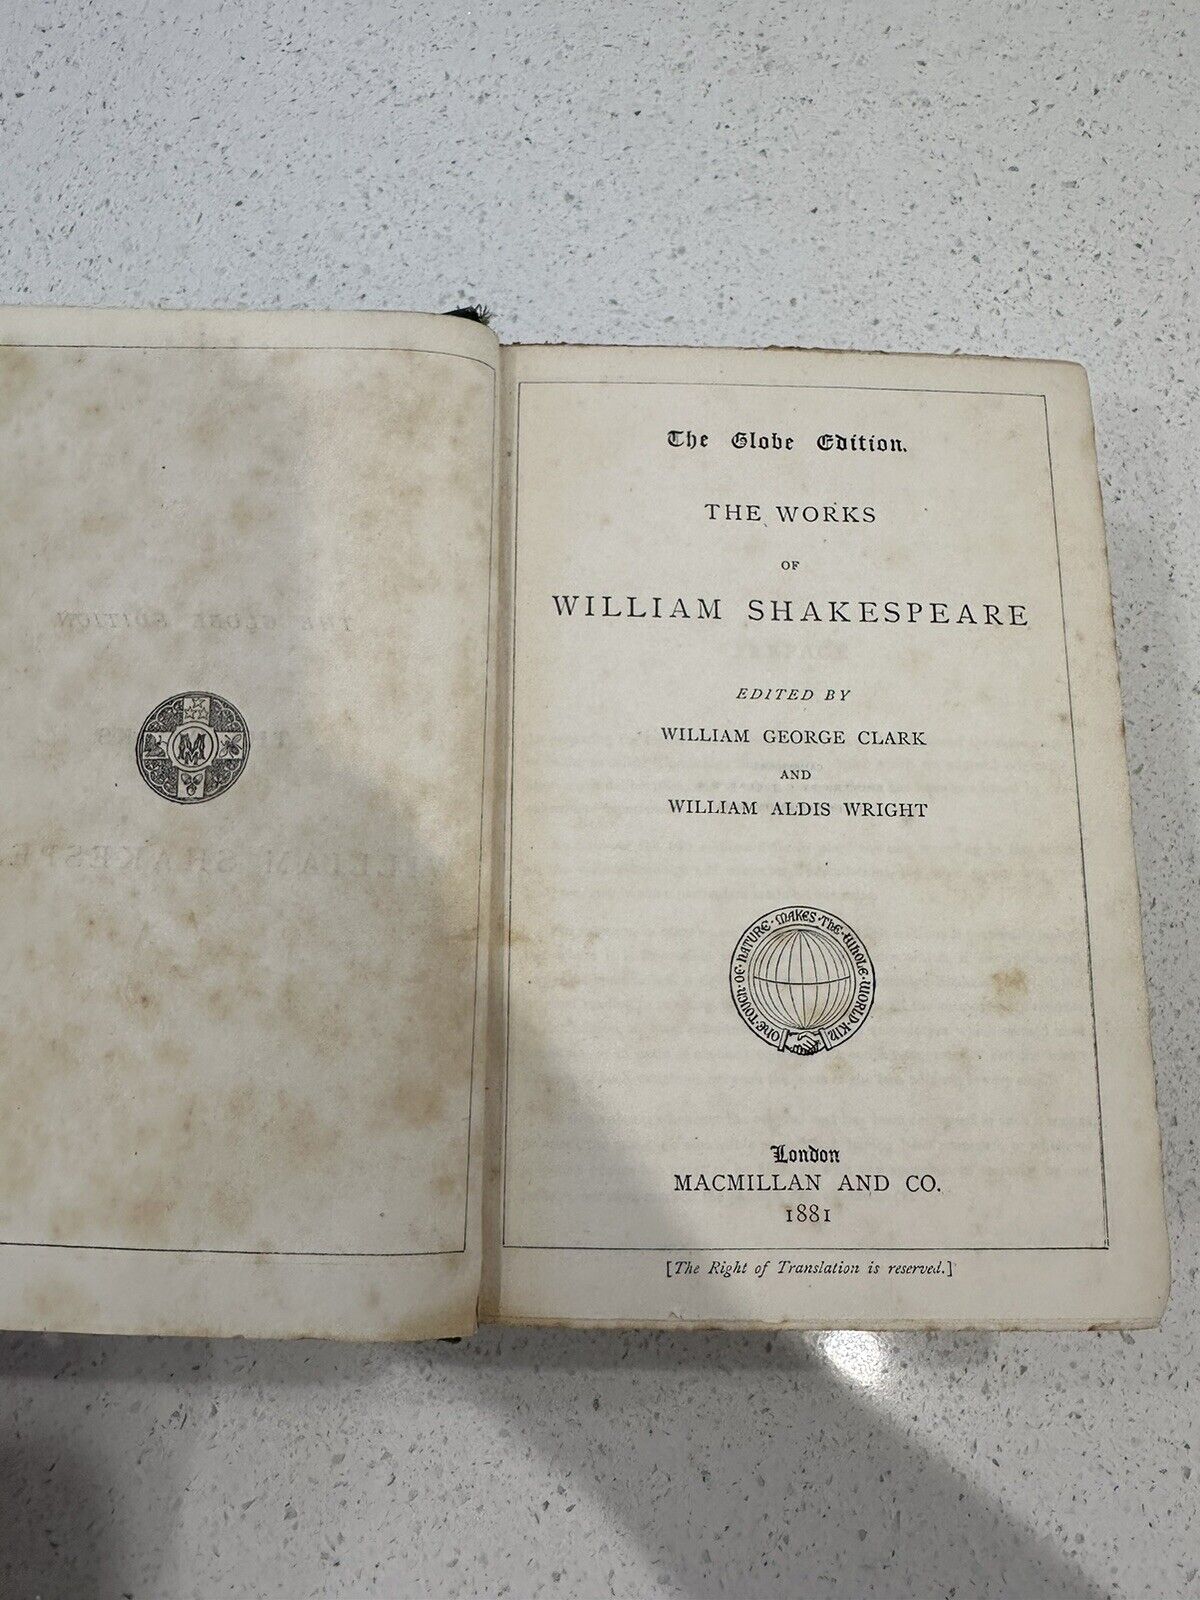 M
The Globe Edition.
THE WORKS
OF
WILLIAM SHAKESPEARE
EDITED BY
WILLIAM GEORGE CLARK
AND
WILLIAM ALDIS WRIGHT
ONE·TOUCH·OF·NATURE·MAKES·THE·WHOLE·WORLD·KIN
London
MACMILLAN AND CO.
1881
[The Right of Translation is reserved.]